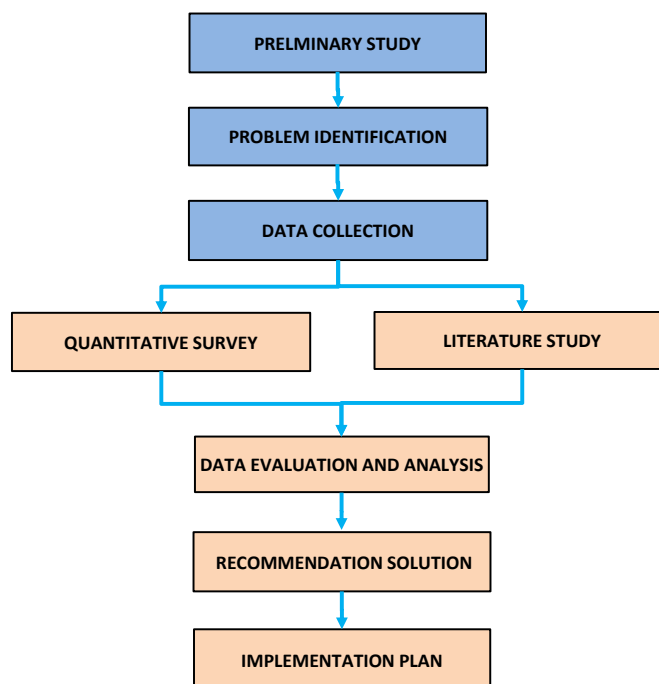 PRELMINARY STUDY
PROBLEM IDENTIFICATION
DATA COLLECTION
QUANTITATIVE SURVEY
LITERATURE STUDY
DATA EVALUATION AND ANALYSIS
RECOMMENDATION SOLUTION
IMPLEMENTATION PLAN